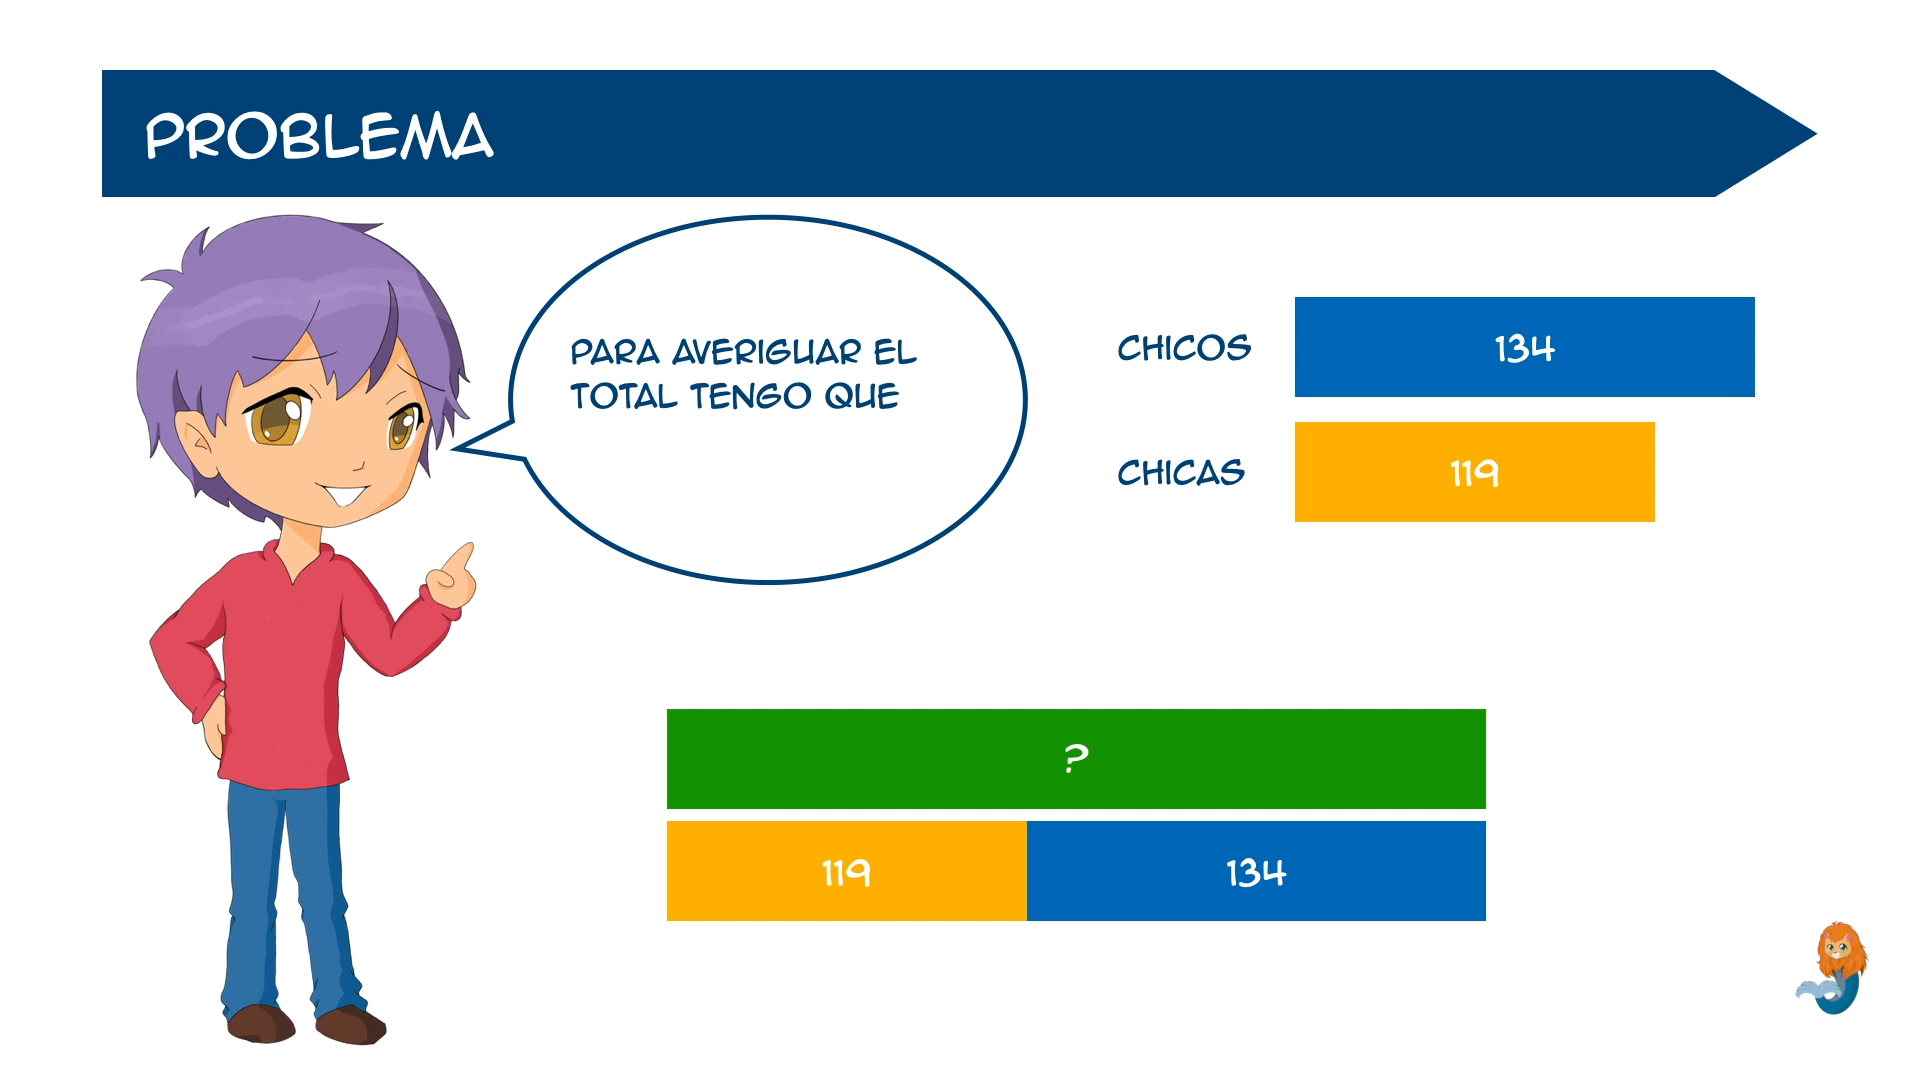 PROBLEMA
PARA AVERIGUAR EL
TOTAL TENGO QUE
CHICOS 134
CHICAS 119
?
119 134